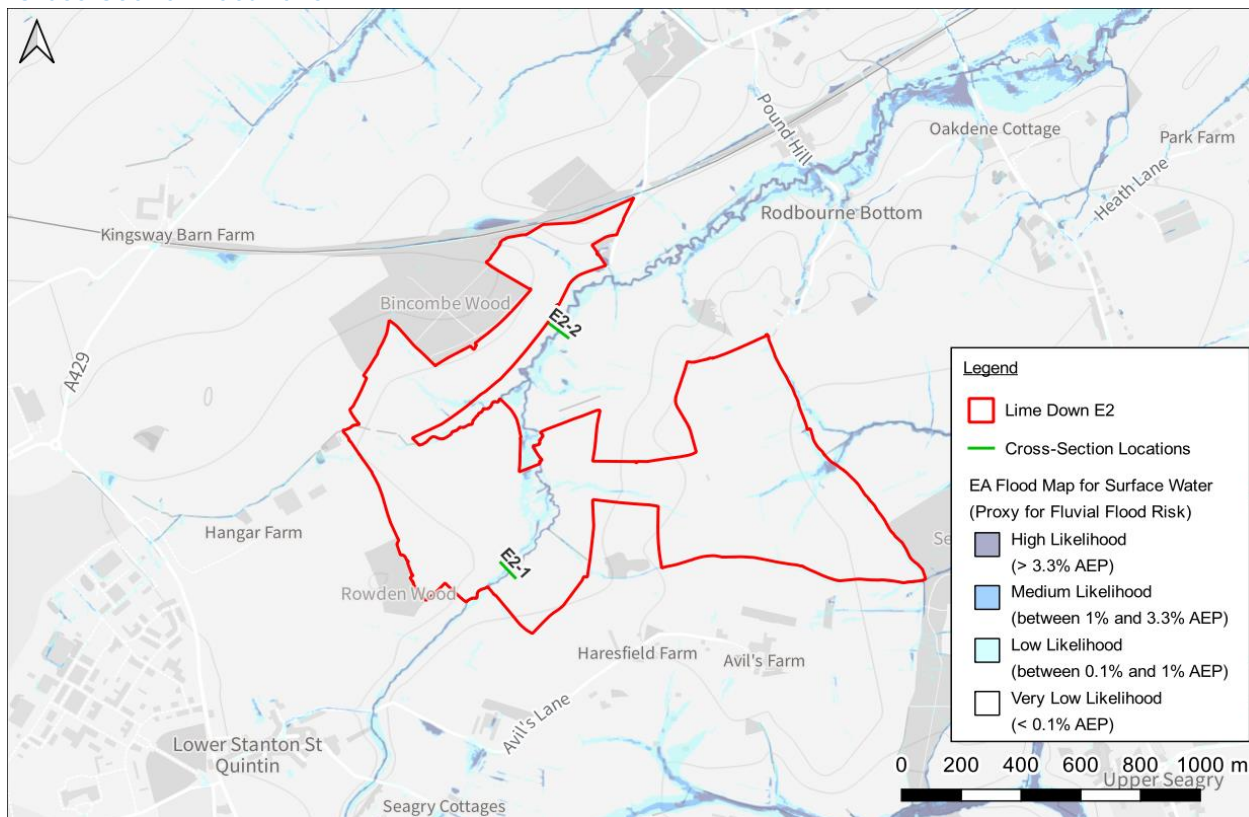 Pound Hill
Oakdene Cottage
Park Farm
Heath Lane
Rodbourne Bottom
Kingsway Barn Farm
Bincombe Wood
E2-2
A429
Hangar Farm
E2-1
Rowden Wood
Haresfield Farm
Avil's Farm
Avil's Lane
Lower Stanton St
Quintin
Seagry Cottages
Se
Legend
Lime Down E2
Cross-Section Locations
EA Flood Map for Surface Water
(Proxy for Fluvial Flood Risk)
High Likelihood
(> 3.3% AEP)
Medium Likelihood
(between 1% and 3.3% AEP)
Low Likelihood
(between 0.1% and 1% AEP)
Very Low Likelihood
(< 0.1% AEP)
0 200 400 600 800 1000 m
Upper Seagry